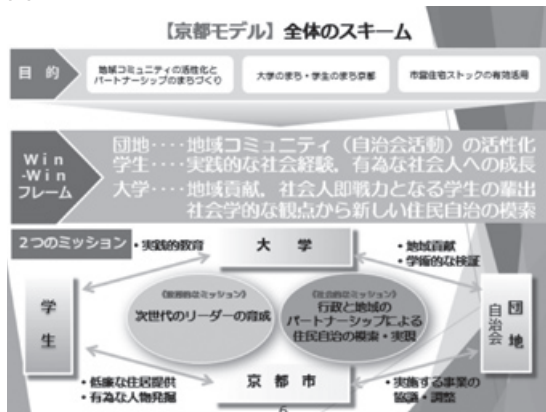 【京都モデル】全体のスキーム
目 的
地域コミュニティの活性化と
パートナーシップのまちづくり
大学のまち・学生のまち京都
市営住宅ストックの有効活用
Win
-Win
フレーム
団地‥‥地域コミュニティ（自治会活動）の活性化
学生‥‥実践的な社会経験，有為な社会人への成長
大学‥‥地域貢献，社会人即戦力となる学生の輩出
社会学的な観点から新しい住民自治の模索
2つのミッション
・実践的教育
大 学
・地域貢献
・学術的な検証
学 生
次世代のリーダーの育成
（社会的なミッション）
行政と地域の
パートナーシップによる
住民自治の模索・実現
団 地
自治会
・低廉な住居提供
・有為な人物発掘
京 都 市
・実施する事業の
協議・調整
6